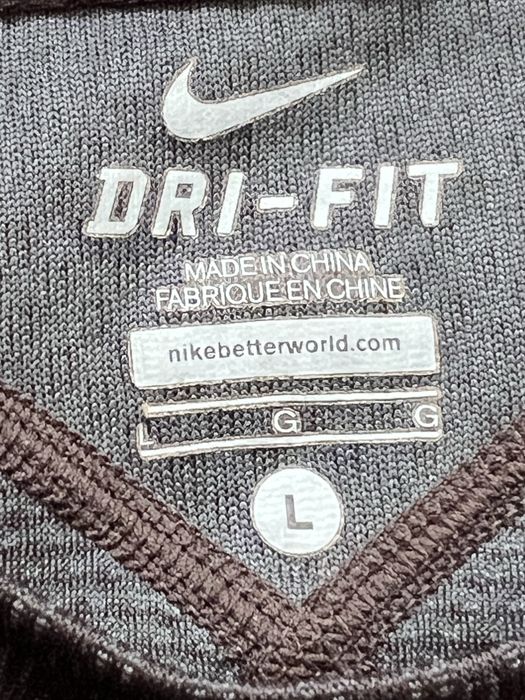 DRI-FIT
MADE IN CHINA
FABRIQUE EN CHINE
nikebetterworld.com
L G G
L